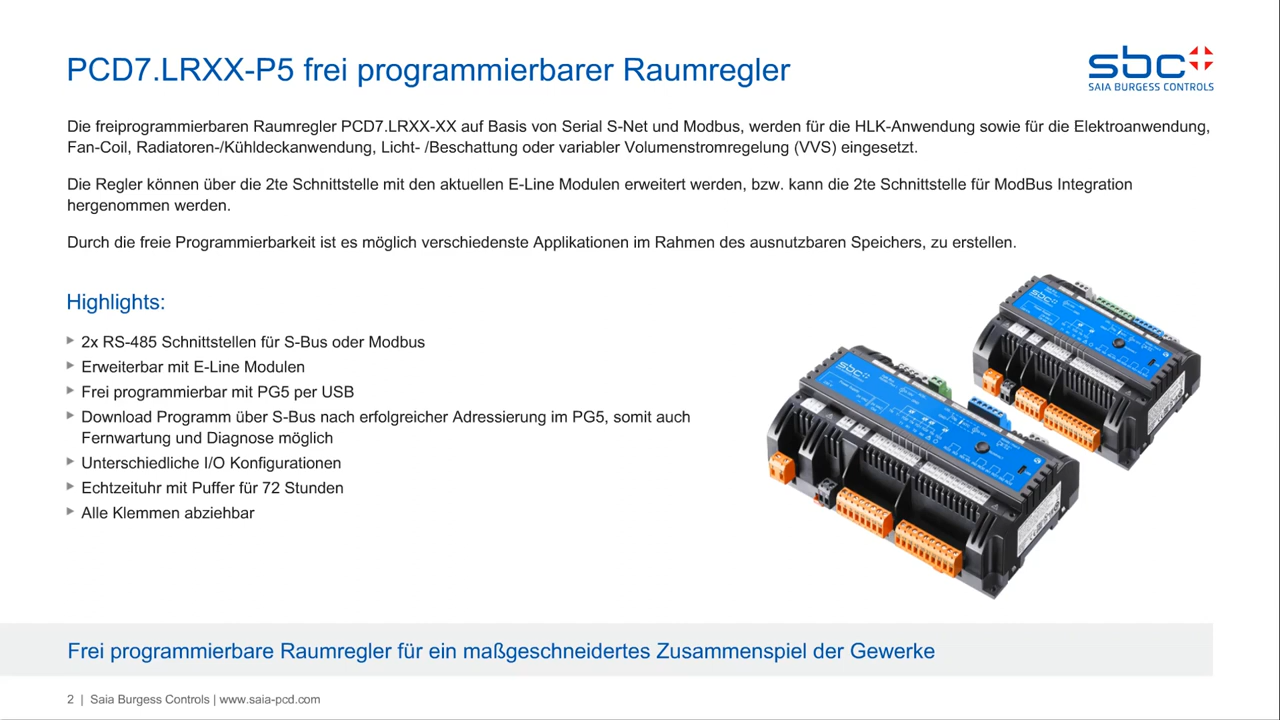 PCD7.LRXX-P5 frei programmierbarer Raumregler
sbc
SAIA BURGESS CONTROLS
Die freiprogrammierbaren Raumregler PCD7.LRXX-XX auf Basis von Serial S-Net und Modbus, werden für die HLK-Anwendung sowie für die Elektroanwendung,
Fan-Coil, Radiatoren-/Kühldeckanwendung, Licht- /Beschattung oder variabler Volumenstromregelung (VVS) eingesetzt.
Die Regler können über die 2te Schnittstelle mit den aktuellen E-Line Modulen erweitert werden, bzw. kann die 2te Schnittstelle für ModBus Integration
hergenommen werden.
Durch die freie Programmierbarkeit ist es möglich verschiedenste Applikationen im Rahmen des ausnutzbaren Speichers, zu erstellen.
Highlights:
2x RS-485 Schnittstellen für S-Bus oder Modbus
Erweiterbar mit E-Line Modulen
Frei programmierbar mit PG5 per USB
Download Programm über S-Bus nach erfolgreicher Adressierung im PG5, somit auch
Fernwartung und Diagnose möglich
Unterschiedliche I/O Konfigurationen
Echtzeituhr mit Puffer für 72 Stunden
Alle Klemmen abziehbar
sbc
sbc
Frei programmierbare Raumregler für ein maßgeschneidertes Zusammenspiel der Gewerke
2 | Saia Burgess Controls | www.saia-pcd.com